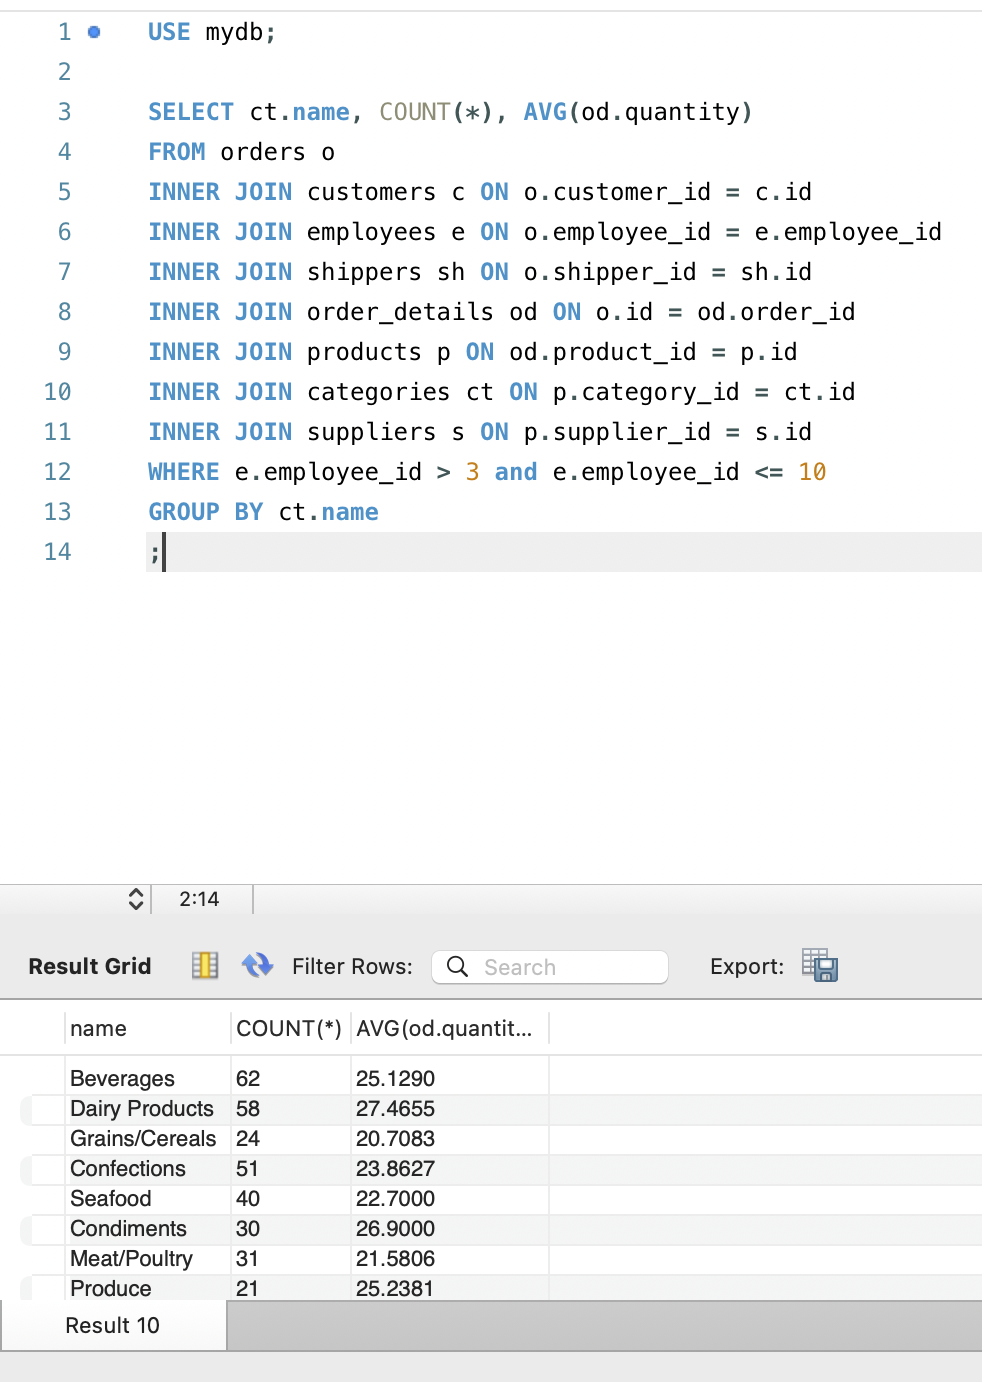 1 USE mydb;
2
3 SELECT ct.name, COUNT(*), AVG(od.quantity)
4 FROM orders o
5 INNER JOIN customers c ON o.customer_id = c.id
6 INNER JOIN employees e ON o.employee_id = e.employee_id
7 INNER JOIN shippers sh ON o.shipper_id = sh.id
8 INNER JOIN order_details od ON o.id = od.order_id
9 INNER JOIN products p ON od.product_id = p.id
10 INNER JOIN categories ct ON p.category_id = ct.id
11 INNER JOIN suppliers s ON p.supplier_id = s.id
12 WHERE e.employee_id > 3 and e.employee_id <= 10
13 GROUP BY ct.name
14 ;
2:14
Result Grid Filter Rows: Search Export:
name COUNT(*) AVG(od.quantit...
Beverages 62 25.1290
Dairy Products 58 27.4655
Grains/Cereals 24 20.7083
Confections 51 23.8627
Seafood 40 22.7000
Condiments 30 26.9000
Meat/Poultry 31 21.5806
Produce 21 25.2381
Result 10